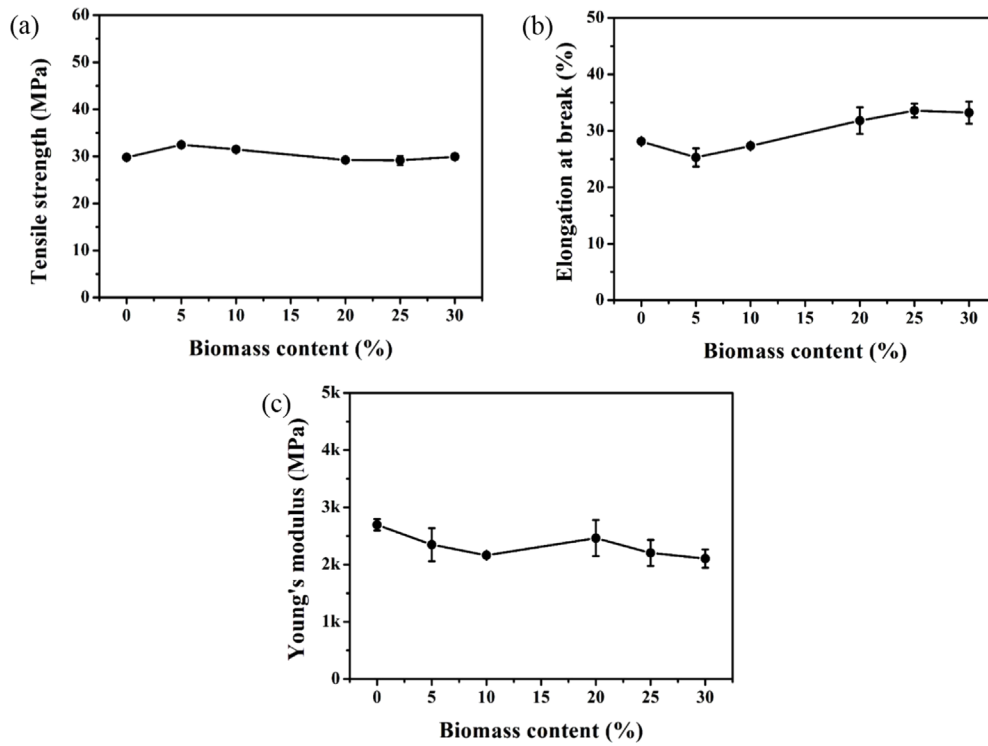 (a)
Tensile strength (MPa)
60
50
40
30
20
10
0
0 5 10 15 20 25 30
Biomass content (%)
(b)
Elongation at break (%)
50
40
30
20
10
0
0 5 10 15 20 25 30
Biomass content (%)
(c)
Young's modulus (MPa)
5k
4k
3k
2k
1k
0
0 5 10 15 20 25 30
Biomass content (%)